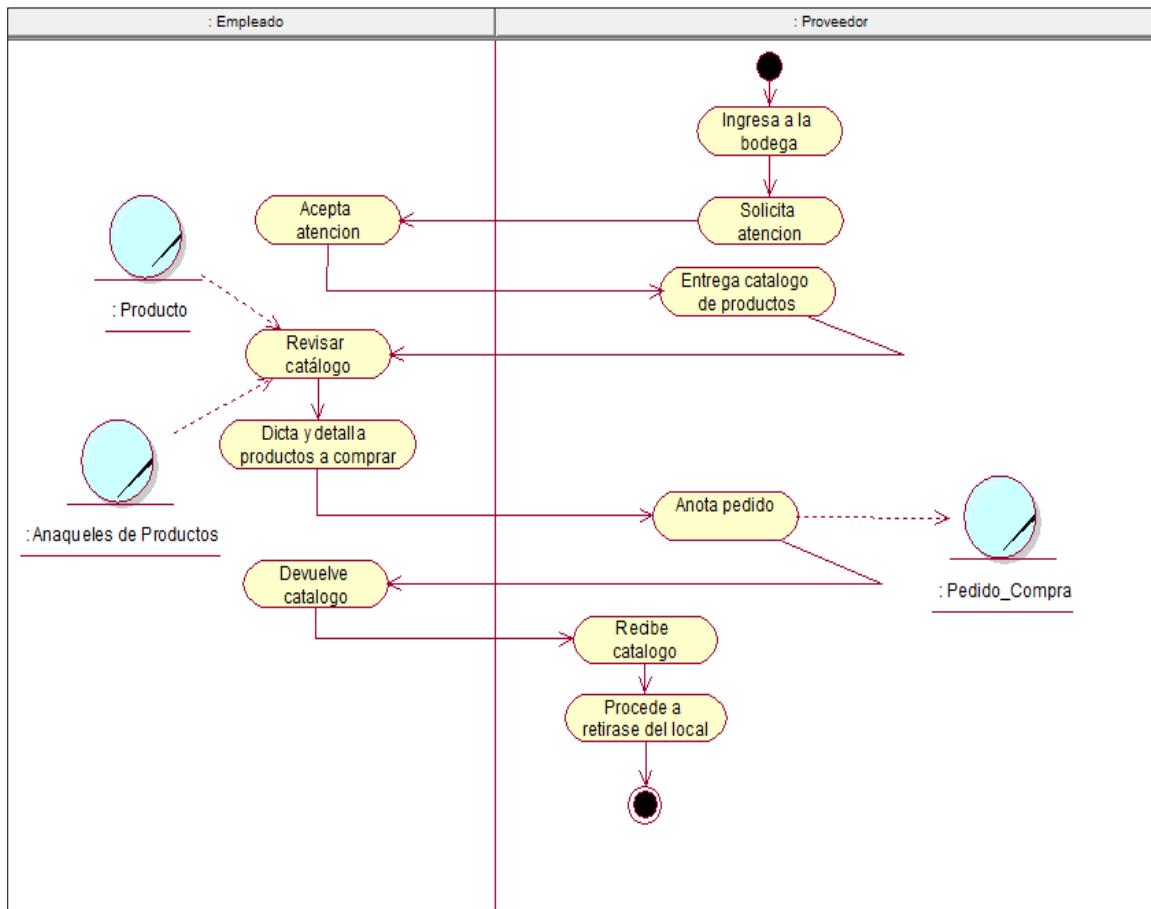 : Empleado
: Proveedor
Ingresa a la
bodega
Acepta
atencion
Solicita
atencion
Entrega catalogo
de productos
: Producto
Revisar
catálogo
Dicta y detalla
productos a comprar
Anota pedido
: Anaqueles de Productos
Devuelve
catalogo
: Pedido_Compra
Recibe
catalogo
Procede a
retirase del local